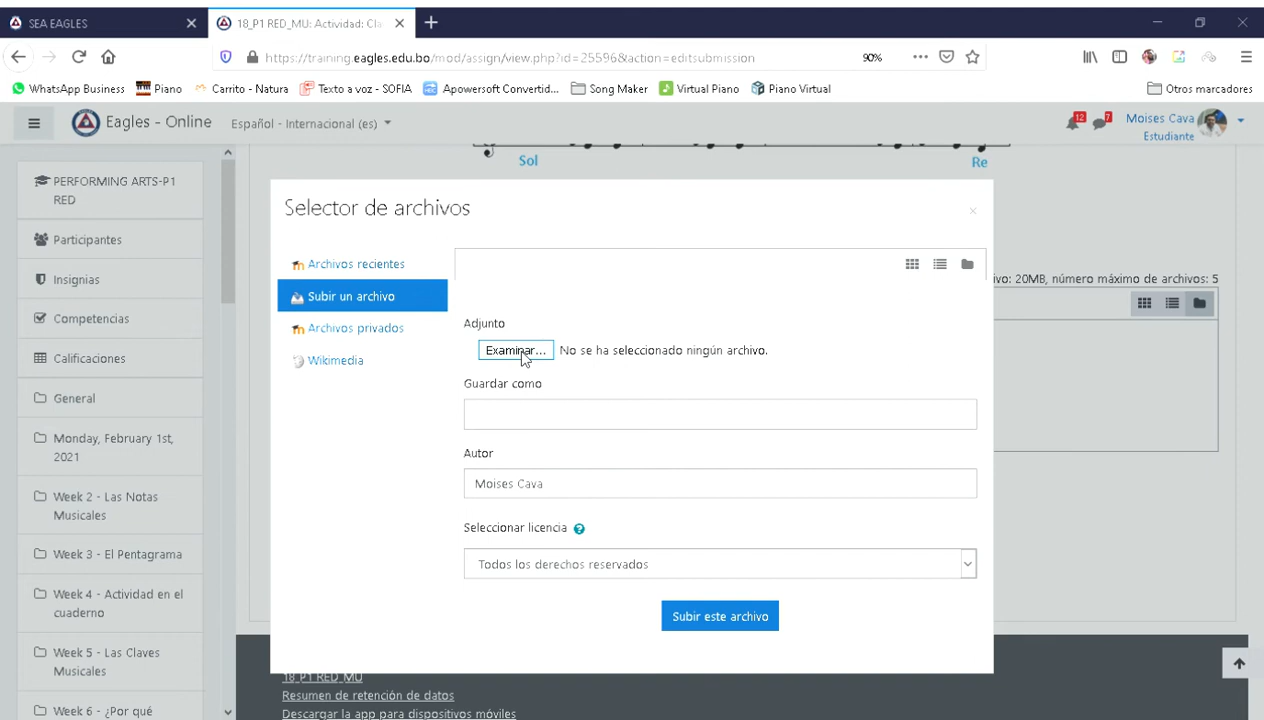 SEA EAGLES
18_P1 RED_MU: Actividad: Cla
https://training.eagles.edu.bo/mod/assign/view.php?id=25596&action=editsubmission
90%
WhatsApp Business
Piano
Carrito - Natura
Texto a voz - SOFIA
Apowersoft Convertid...
Song Maker
Virtual Piano
Piano Virtual
Otros marcadores
Eagles - Online
Español - Internacional (es)
12
7
Moises Cava
Estudiante
Sol
Re
PERFORMING ARTS-P1
RED
Participantes
Insignias
Competencias
Calificaciones
General
Monday, February 1st,
2021
Week 2 - Las Notas
Musicales
Week 3 - El Pentagrama
Week 4 - Actividad en el
cuaderno
Week 5 - Las Claves
Musicales
Week 6 - ¿Por qué
Selector de archivos
Archivos recientes
Subir un archivo
Archivos privados
Wikimedia
Adjunto
Examinar... No se ha seleccionado ningún archivo.
Guardar como
Autor
Moises Cava
Seleccionar licencia
Todos los derechos reservados
Subir este archivo
vo: 20MB, número máximo de archivos: 5
18_P1 RED_MU
Resumen de retención de datos
Descargar la app para dispositivos móviles